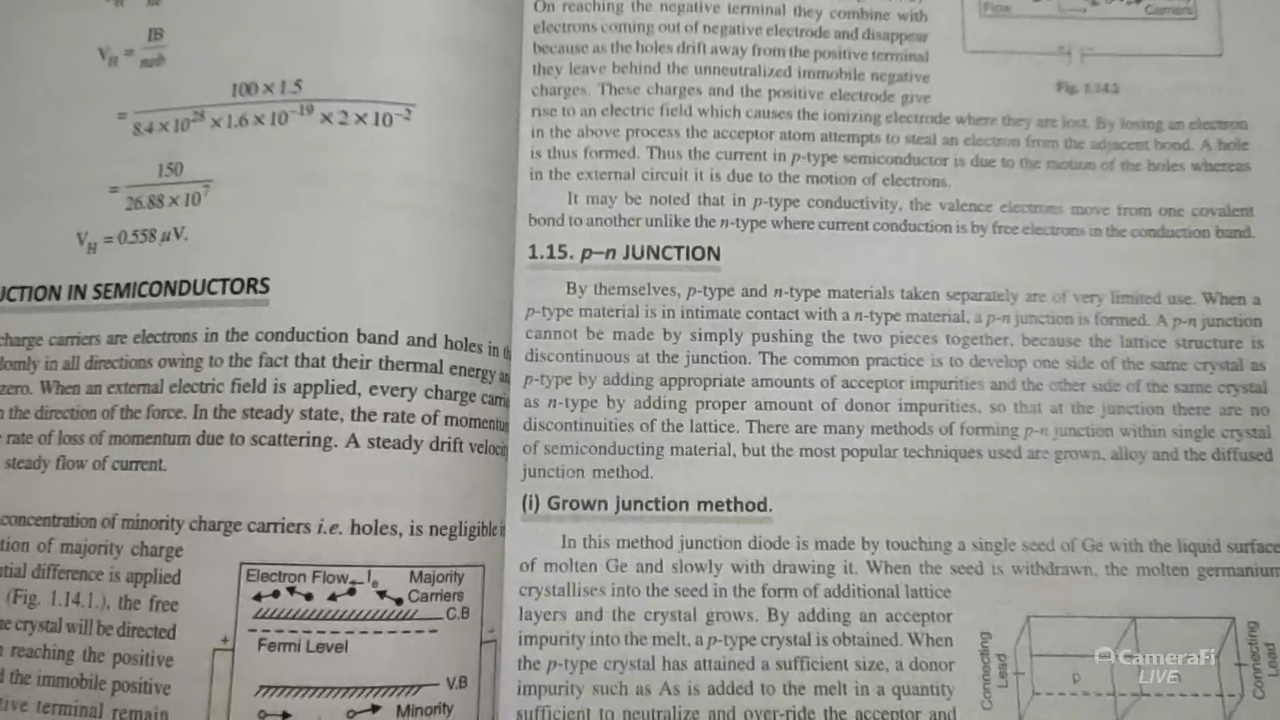 V_H = IB / neb
= 100 × 1.5 / 8.4 × 10^28 × 1.6 × 10^−19 × 2 × 10^−2
= 150 / 26.88 × 10^7
V_H = 0.558 μV.
UCTION IN SEMICONDUCTORS
charge carriers are electrons in the conduction band and holes in th
lomly in all directions owing to the fact that their thermal energy an
zero. When an external electric field is applied, every charge carri
n the direction of the force. In the steady state, the rate of momentum
rate of loss of momentum due to scattering. A steady drift velocit
steady flow of current.
concentration of minority charge carriers i.e. holes, is negligible i
tion of majority charge
ntial difference is applied
(Fig. 1.14.1.), the free
he crystal will be directed
n reaching the positive
d the immobile positive
tive terminal remain
Electron Flow I_e Majority
Carriers
C.B
Fermi Level
V.B
Minority
+
-
On reaching the negative terminal they combine with
electrons coming out of negative electrode and disappear
because as the holes drift away from the positive terminal
they leave behind the unneutralized immobile negative
charges. These charges and the positive electrode give
rise to an electric field which causes the ionizing electrode where they are lost. By losing an electron
in the above process the acceptor atom attempts to steal an electron from the adjacent bond. A hole
is thus formed. Thus the current in p-type semiconductor is due to the motion of the holes whereas
in the external circuit it is due to the motion of electrons.
It may be noted that in p-type conductivity, the valence electrons move from one covalent
bond to another unlike the n-type where current conduction is by free electrons in the conduction band.
Flow
Carriers
Fig. 1.14.2
1.15. p–n JUNCTION
By themselves, p-type and n-type materials taken separately are of very limited use. When a
p-type material is in intimate contact with a n-type material, a p-n junction is formed. A p-n junction
cannot be made by simply pushing the two pieces together, because the lattice structure is
discontinuous at the junction. The common practice is to develop one side of the same crystal as
p-type by adding appropriate amounts of acceptor impurities and the other side of the same crystal
as n-type by adding proper amount of donor impurities, so that at the junction there are no
discontinuities of the lattice. There are many methods of forming p-n junction within single crystal
of semiconducting material, but the most popular techniques used are grown, alloy and the diffused
junction method.
(i) Grown junction method.
In this method junction diode is made by touching a single seed of Ge with the liquid surface
of molten Ge and slowly with drawing it. When the seed is withdrawn, the molten germanium
crystallises into the seed in the form of additional lattice
layers and the crystal grows. By adding an acceptor
impurity into the melt, a p-type crystal is obtained. When
the p-type crystal has attained a sufficient size, a donor
impurity such as As is added to the melt in a quantity
sufficient to neutralize and over-ride the acceptor and
Connecting
Lead
P
Connecting
Lead
CameraFi
LIVE